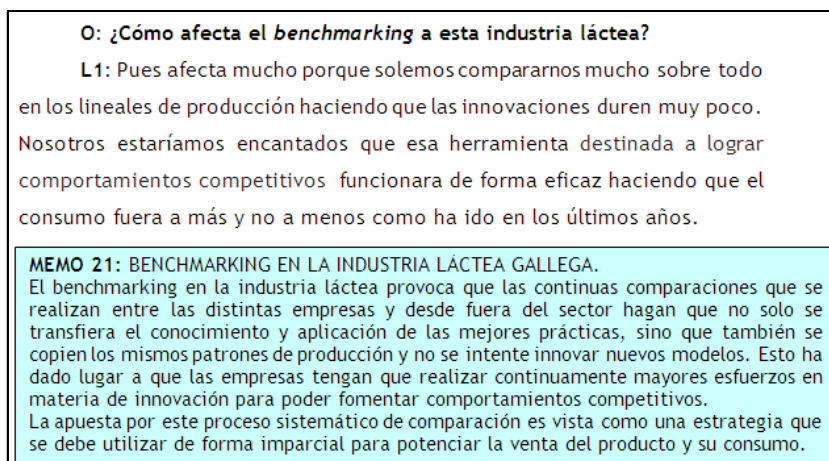 O: ¿Cómo afecta el benchmarking a esta industria láctea?
L1: Pues afecta mucho porque solemos compararnos mucho sobre todo
en los lineales de producción haciendo que las innovaciones duren muy poco.
Nosotros estaríamos encantados que esa herramienta destinada a lograr
comportamientos competitivos funcionara de forma eficaz haciendo que el
consumo fuera a más y no a menos como ha ido en los últimos años.
MEMO 21: BENCHMARKING EN LA INDUSTRIA LÁCTEA GALLEGA.
El benchmarking en la industria láctea provoca que las continuas comparaciones que se
realizan entre las distintas empresas y desde fuera del sector hagan que no solo se
transfiera el conocimiento y aplicación de las mejores prácticas, sino que también se
copien los mismos patrones de producción y no se intente innovar nuevos modelos. Esto ha
dado lugar a que las empresas tengan que realizar continuamente mayores esfuerzos en
materia de innovación para poder fomentar comportamientos competitivos.
La apuesta por este proceso sistemático de comparación es vista como una estrategia que
se debe utilizar de forma imparcial para potenciar la venta del producto y su consumo.